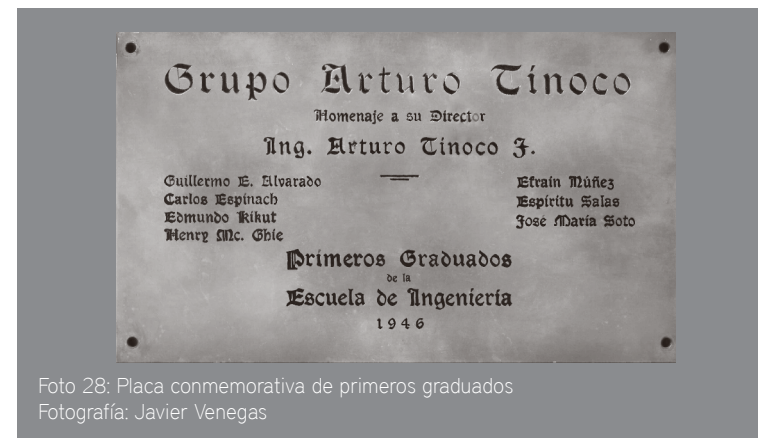 Grupo Arturo Tinoco
Homenaje a su Director
Ing. Arturo Tinoco J.
Guillermo E. Alvarado
Carlos Espinach
Edmundo Kikut
Henry Mc. Ghie
Efraín Múñez
Espíritu Salas
José María Soto
Primeros Graduados
de la
Escuela de Ingeniería
1946
Foto 28: Placa conmemorativa de primeros graduados
Fotografía: Javier Venegas